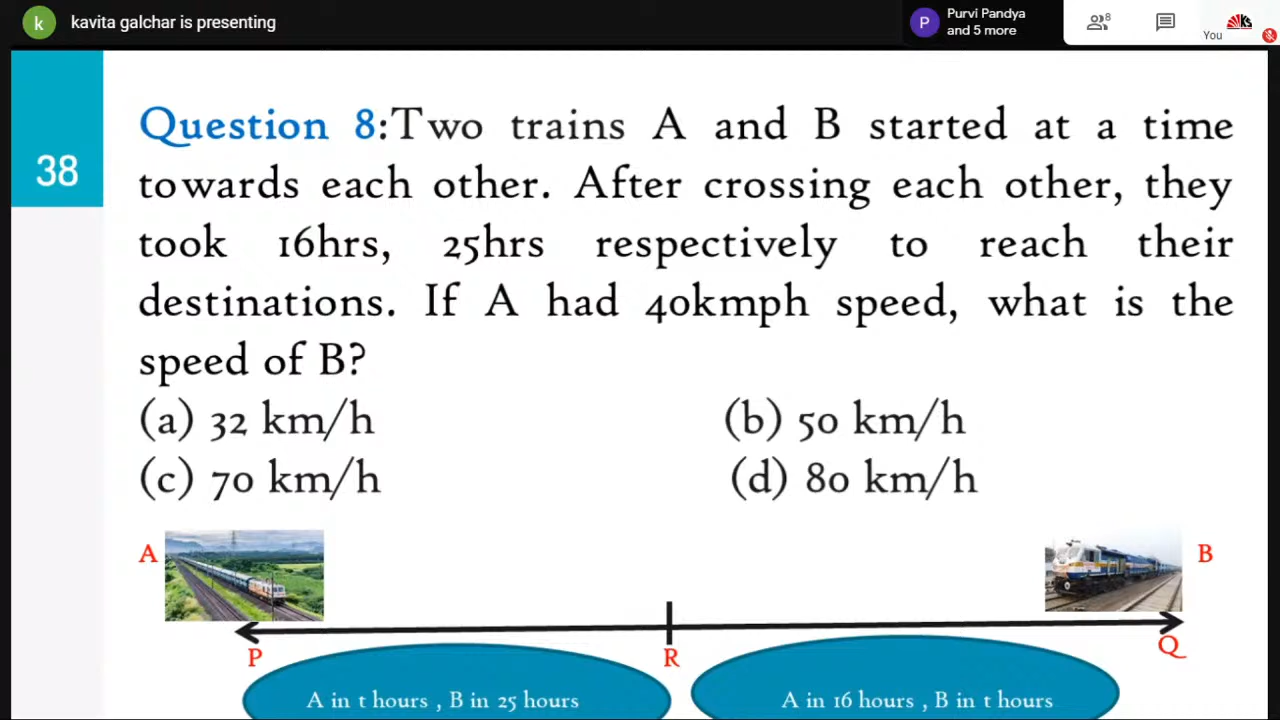 k kavita galchar is presenting
P Purvi Pandya
and 5 more
8
You
38
Question 8:Two trains A and B started at a time
towards each other. After crossing each other, they
took 16hrs, 25hrs respectively to reach their
destinations. If A had 40kmph speed, what is the
speed of B?
(a) 32 km/h (b) 50 km/h
(c) 70 km/h (d) 80 km/h
A B
P R Q
A in t hours , B in 25 hours A in 16 hours , B in t hours